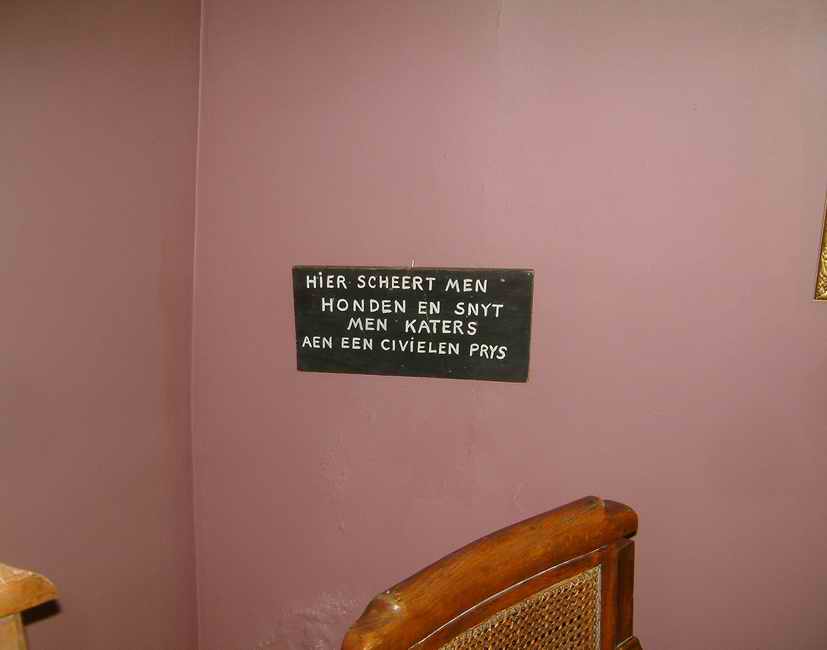 HiER SCHEERT MEN
HONDEN EN SNYT
MEN KATERS
AEN EEN CIViELEN PRYS